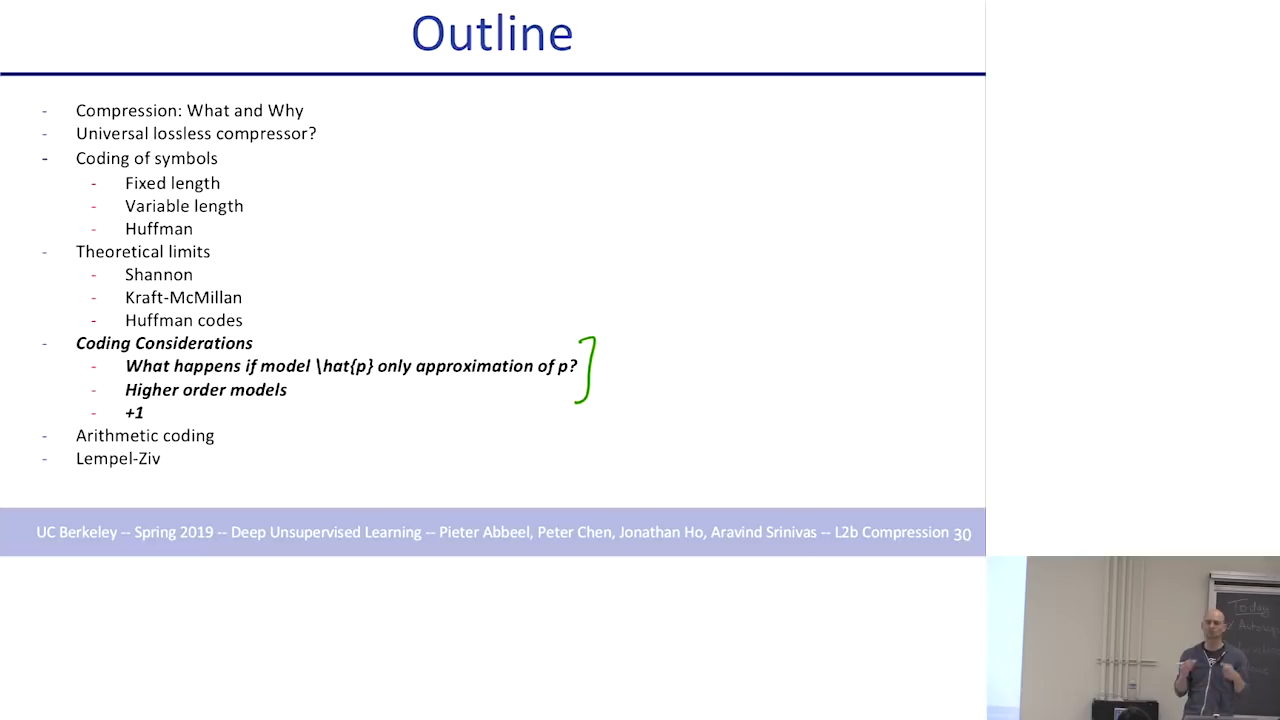 Outline
- Compression: What and Why
- Universal lossless compressor?
- Coding of symbols
- Fixed length
- Variable length
- Huffman
- Theoretical limits
- Shannon
- Kraft-McMillan
- Huffman codes
- Coding Considerations
- What happens if model \hat{p} only approximation of p?
- Higher order models
- +1
- Arithmetic coding
- Lempel-Ziv
UC Berkeley -- Spring 2019 -- Deep Unsupervised Learning -- Pieter Abbeel, Peter Chen, Jonathan Ho, Aravind Srinivas -- L2b Compression 30
Today